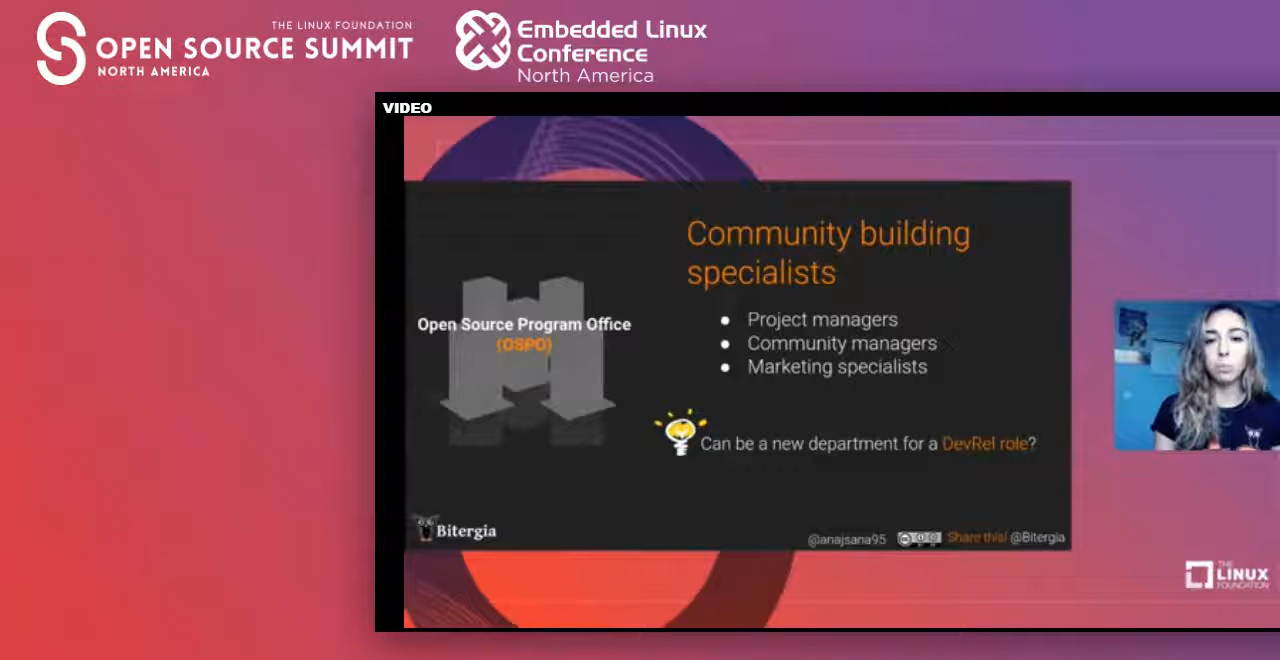 THE LINUX FOUNDATION
OPEN SOURCE SUMMIT
NORTH AMERICA
Embedded Linux
Conference
North America
VIDEO
Community building
specialists
Open Source Program Office
(OSPO)
● Project managers
● Community managers
● Marketing specialists
Can be a new department for a DevRel role?
Bitergia
@anajsana95
Share this! @Bitergia
THE
LINUX
FOUNDATION